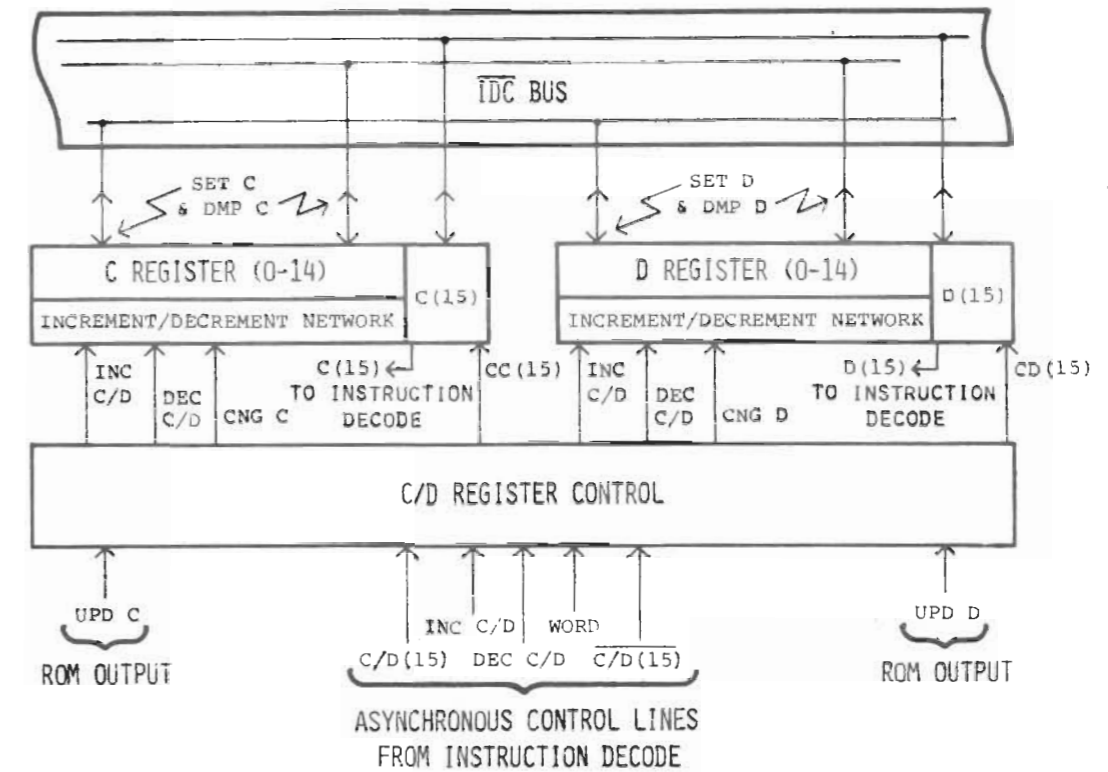 IDC BUS
SET C
& DMP C
SET D
& DMP D
C REGISTER (0-14)
C(15)
INCREMENT/DECREMENT NETWORK
D REGISTER (0-14)
D(15)
INCREMENT/DECREMENT NETWORK
INC
C/D
DEC
C/D
CNG C
C(15)
TO INSTRUCTION
DECODE
CC(15)
INC
C/D
DEC
C/D
CNG D
D(15)
TO INSTRUCTION
DECODE
CD(15)
C/D REGISTER CONTROL
UPD C
ROM OUTPUT
INC C/D WORD
C/D(15) DEC C/D C/D(15)
ASYNCHRONOUS CONTROL LINES
FROM INSTRUCTION DECODE
UPD D
ROM OUTPUT